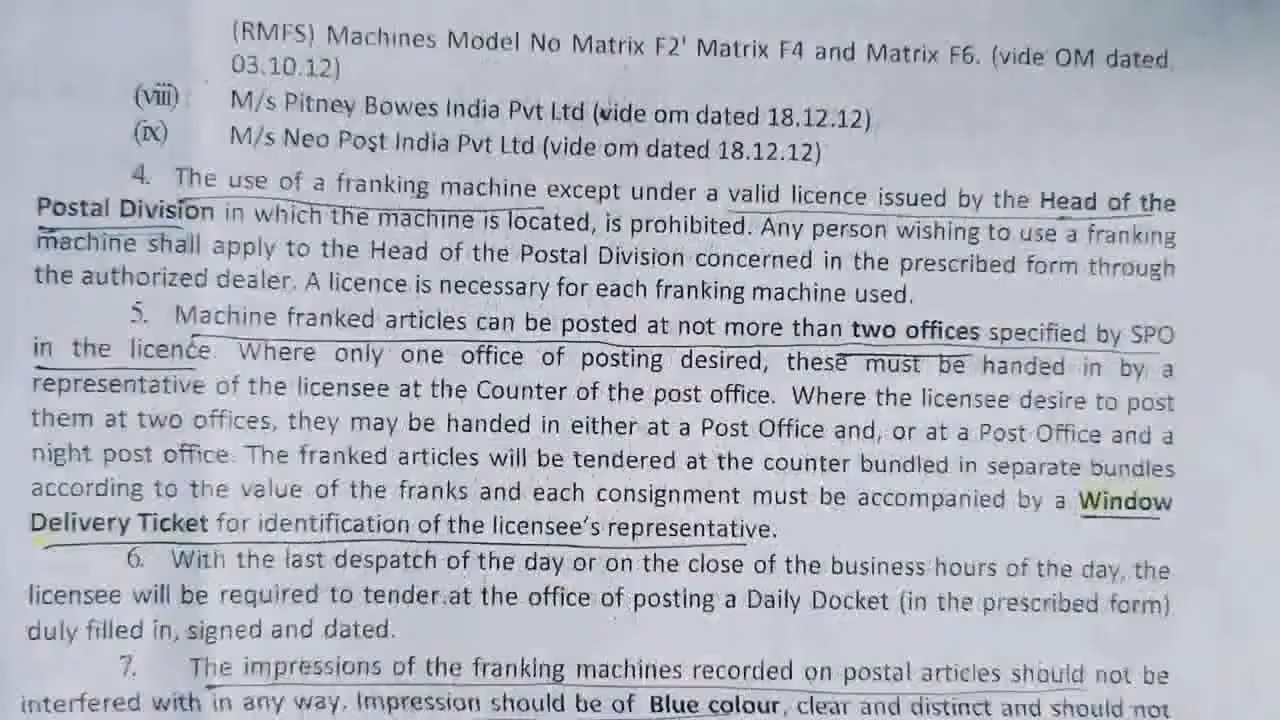 (RMFS) Machines Model No Matrix F2' Matrix F4 and Matrix F6. (vide OM dated
03.10.12)
(viii) M/s Pitney Bowes India Pvt Ltd (vide om dated 18.12.12)
(ix) M/s Neo Post India Pvt Ltd (vide om dated 18.12.12)
4. The use of a franking machine except under a valid licence issued by the Head of the
Postal Division in which the machine is located, is prohibited. Any person wishing to use a franking
machine shall apply to the Head of the Postal Division concerned in the prescribed form through
the authorized dealer. A licence is necessary for each franking machine used.
5. Machine franked articles can be posted at not more than two offices specified by SPO
in the licence. Where only one office of posting desired, these must be handed in by a
representative of the licensee at the Counter of the post office. Where the licensee desire to post
them at two offices, they may be handed in either at a Post Office and, or at a Post Office and a
night post office. The franked articles will be tendered at the counter bundled in separate bundles
according to the value of the franks and each consignment must be accompanied by a Window
Delivery Ticket for identification of the licensee's representative.
6. With the last despatch of the day or on the close of the business hours of the day, the
licensee will be required to tender at the office of posting a Daily Docket (in the prescribed form)
duly filled in, signed and dated.
7. The impressions of the franking machines recorded on postal articles should not be
interfered with in any way. Impression should be of Blue colour, clear and distinct and should not